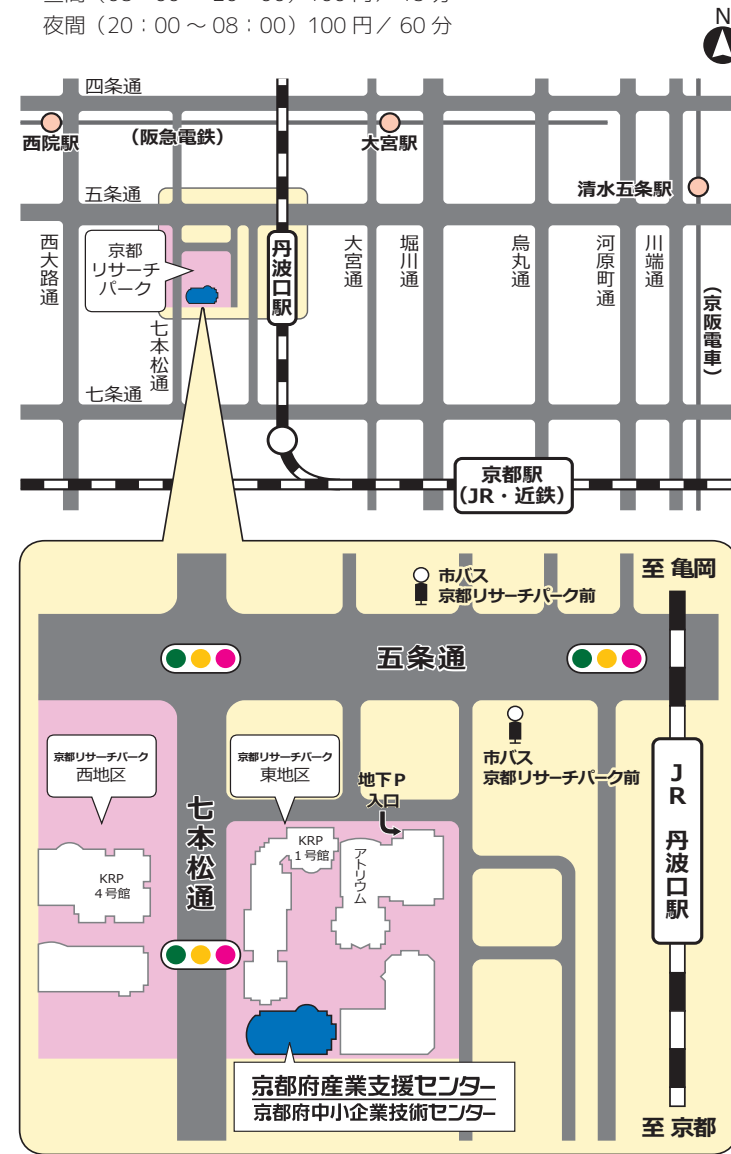 夜間（20：00 ～ 08：00）100 円／ 60 分
N
四条通
西院駅
（阪急電鉄）
大宮駅
五条通
清水五条駅
西大路通
京都
リサーチ
パーク
丹波口駅
大宮通
堀川通
烏丸通
河原町通
川端通
（京阪電車）
七本松通
七条通
京都駅
（JR・近鉄）
市バス
京都リサーチパーク前
至 亀岡
五条通
京都リサーチパーク
西地区
京都リサーチパーク
東地区
地下P
入口
市バス
京都リサーチパーク前
JR 丹波口駅
七本松通
KRP
1号館
アトリウム
KRP
4号館
京都府産業支援センター
京都府中小企業技術センター
至 京都